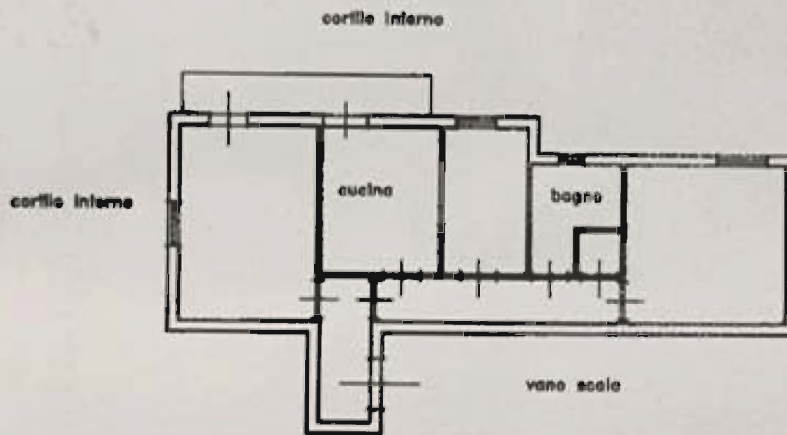 cortile interno
cucina
bagno
cortile interno
vano scala